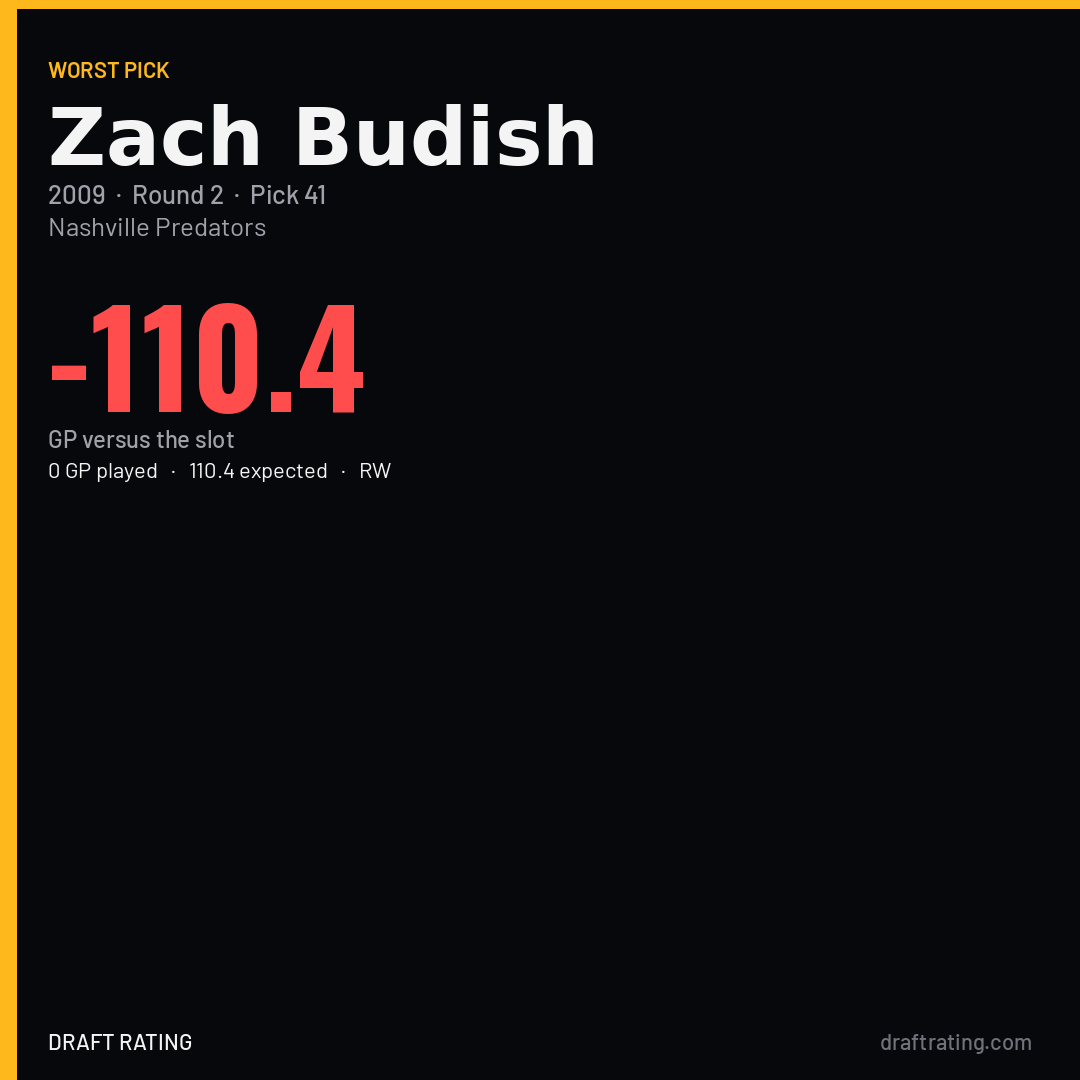 WORST PICK
Zach Budish
2009 · Round 2 · Pick 41
Nashville Predators
-110.4
GP versus the slot
0 GP played · 110.4 expected · RW
DRAFT RATING
draftrating.com